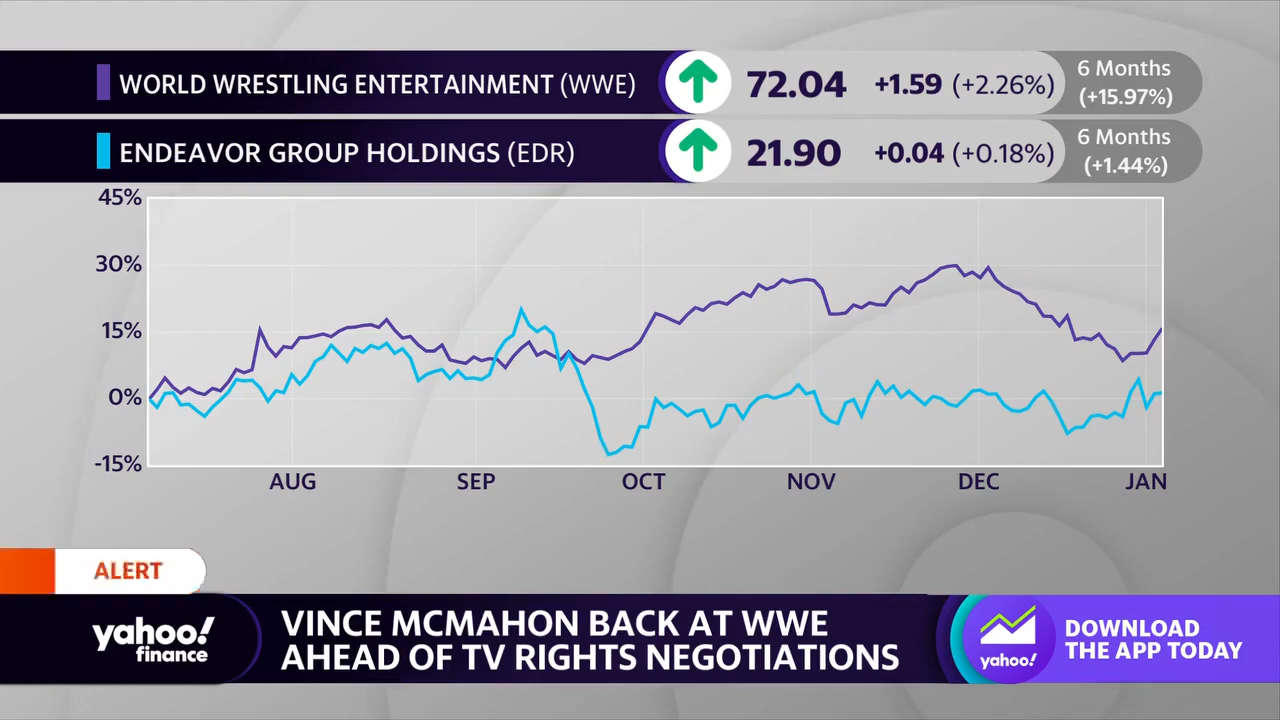 WORLD WRESTLING ENTERTAINMENT (WWE) 72.04 +1.59 (+2.26%) 6 Months (+15.97%)
ENDEAVOR GROUP HOLDINGS (EDR) 21.90 +0.04 (+0.18%) 6 Months (+1.44%)
45%
30%
15%
0%
-15%
AUG SEP OCT NOV DEC JAN
ALERT
yahoo! finance
VINCE MCMAHON BACK AT WWE
AHEAD OF TV RIGHTS NEGOTIATIONS
yahoo!
DOWNLOAD
THE APP TODAY